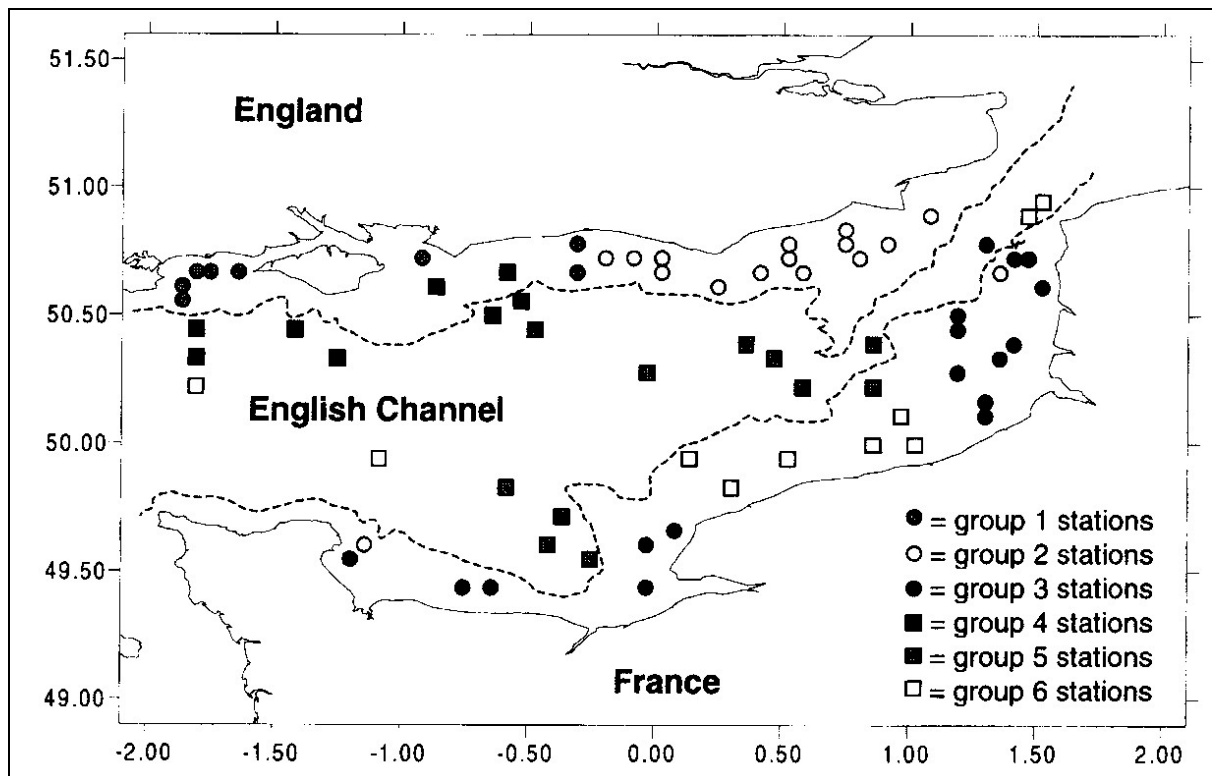 51.50
England
51.00
50.50
English Channel
50.00
● = group 1 stations
○ = group 2 stations
49.50
● = group 3 stations
■ = group 4 stations
■ = group 5 stations
France
49.00
□ = group 6 stations
-2.00 -1.50 -1.00 -0.50 0.00 0.50 1.00 1.50 2.00